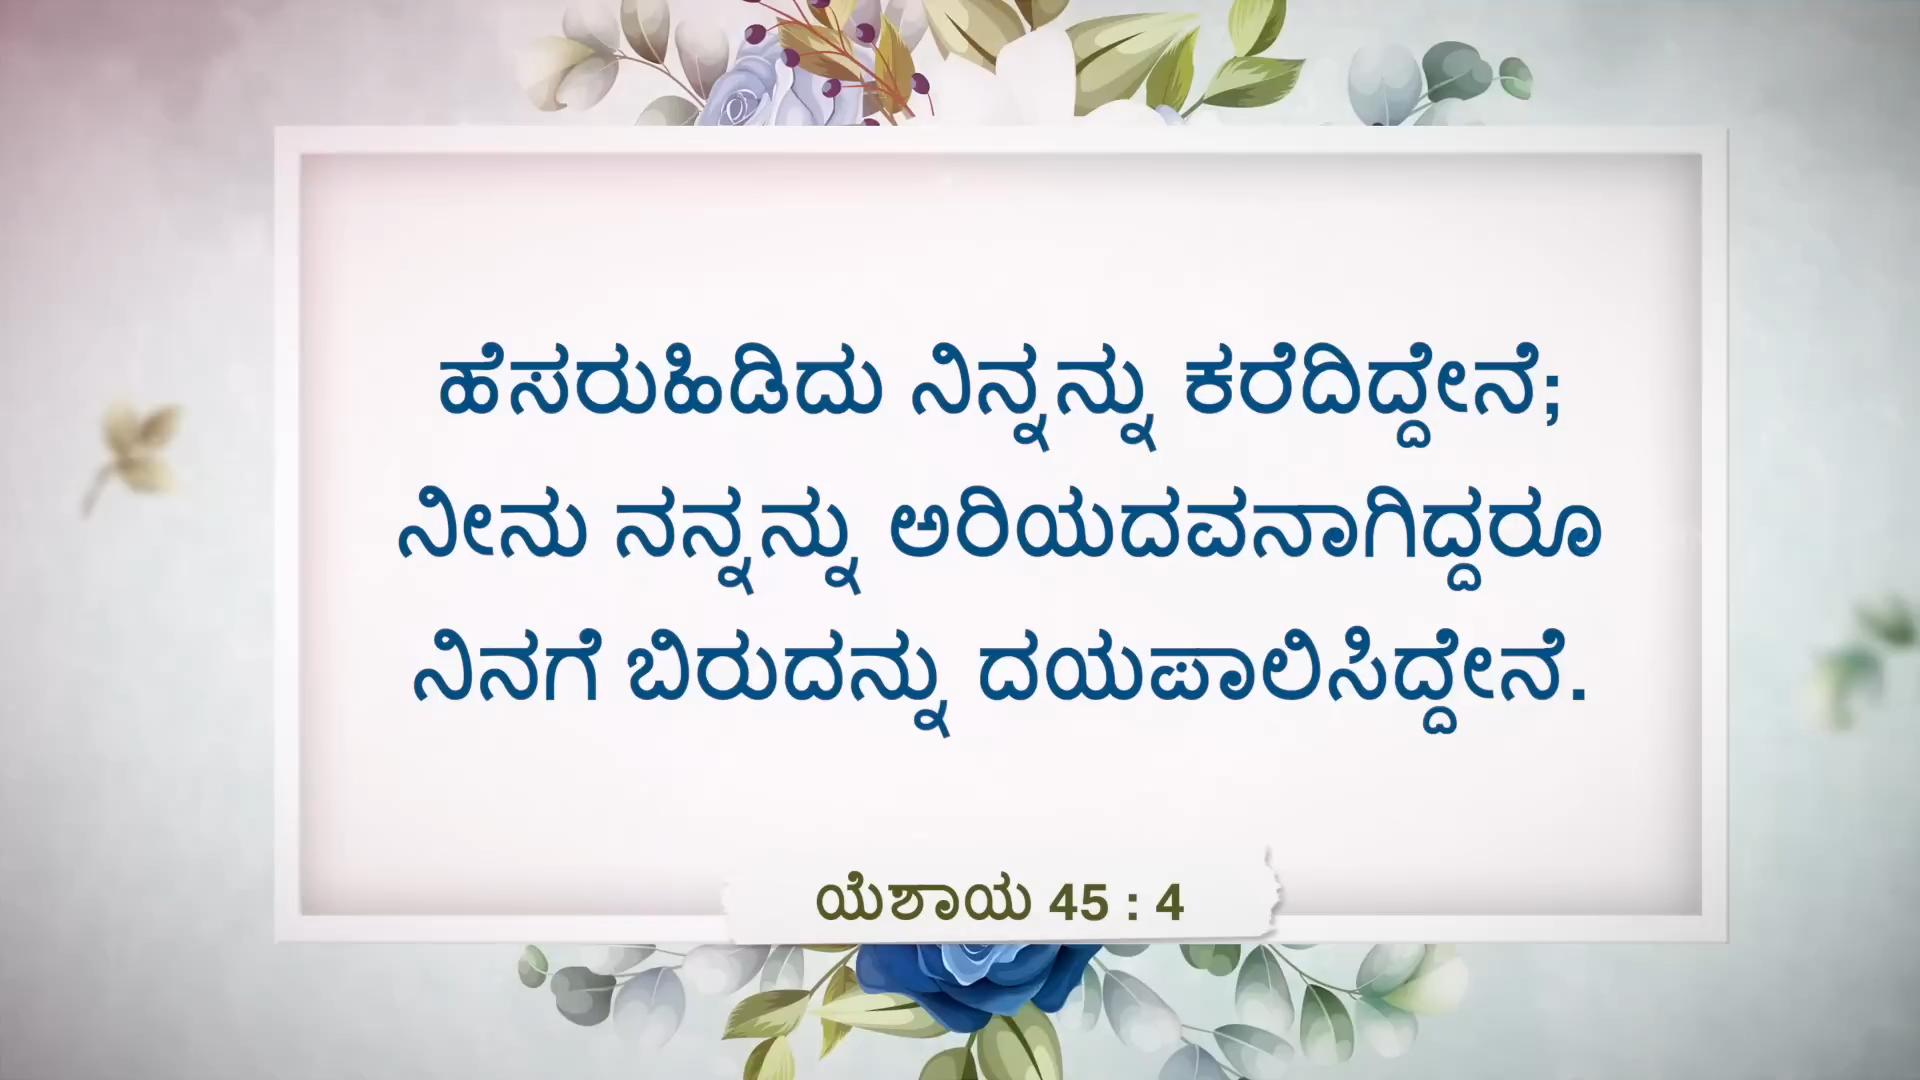 ಹೆಸರುಹಿಡಿದು ನಿನ್ನನ್ನು ಕರೆದಿದ್ದೇನೆ;
ನೀನು ನನ್ನನ್ನು ಅರಿಯದವನಾಗಿದ್ದರೂ
ನಿನಗೆ ಬಿರುದನ್ನು ದಯಪಾಲಿಸಿದ್ದೇನೆ.
ಯೆಶಾಯ 45 : 4